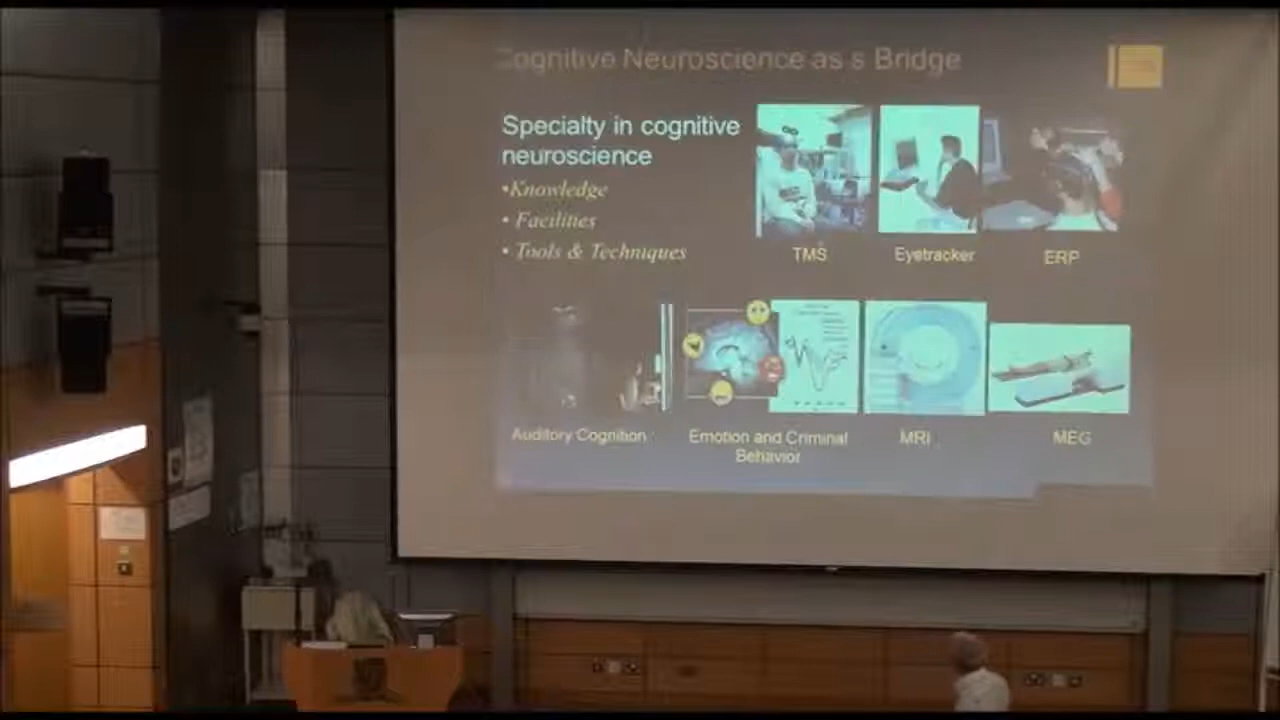 Cognitive Neuroscience as s Bridge
Specialty in cognitive
neuroscience
•Knowledge
• Facilities
• Tools & Techniques
TMS
Eyetracker
ERP
Auditory Cognition
Emotion and Criminal
Behavior
MRI
MEG